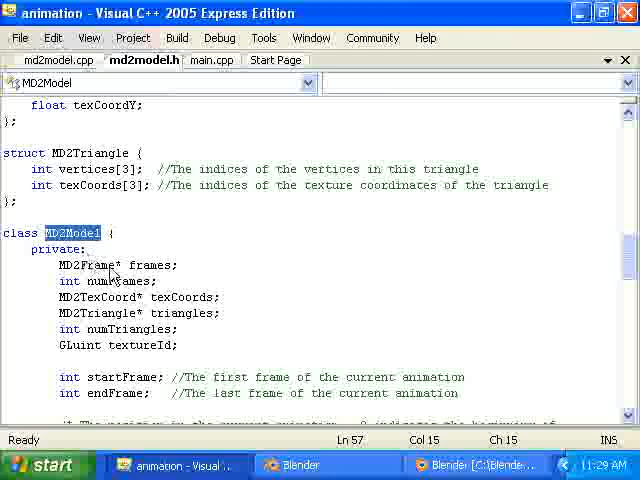 animation - Visual C++ 2005 Express Edition
File Edit View Project Build Debug Tools Window Community Help
md2model.cpp md2model.h main.cpp Start Page
MD2Model
float texCoordY;
};
struct MD2Triangle {
int vertices[3]; //The indices of the vertices in this triangle
int texCoords[3]; //The indices of the texture coordinates of the triangle
};
class MD2Model {
private:
MD2Frame* frames;
int numFrames;
MD2TexCoord* texCoords;
MD2Triangle* triangles;
int numTriangles;
GLuint textureId;
int startFrame; //The first frame of the current animation
int endFrame; //The last frame of the current animation
Ready Ln 57 Col 15 Ch 15 INS
start animation - Visual ... Blender Blender [C:\Blende... 11:29 AM